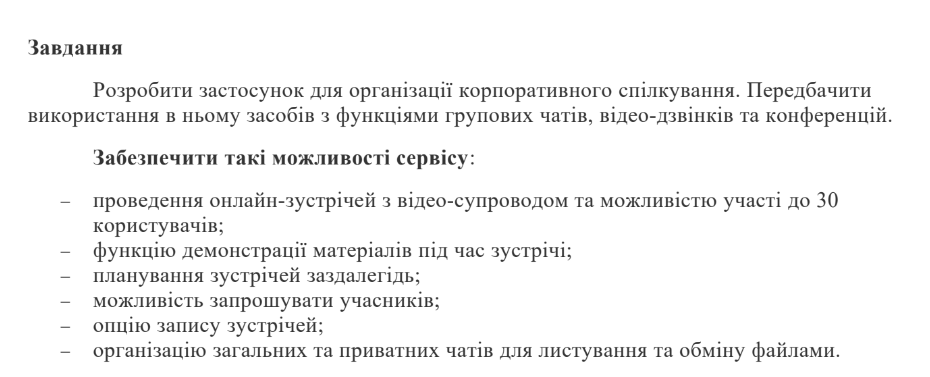 Завдання
Розробити застосунок для організації корпоративного спілкування. Передбачити
використання в ньому засобів з функціями групових чатів, відео-дзвінків та конференцій.
Забезпечити такі можливості сервісу:
– проведення онлайн-зустрічей з відео-супроводом та можливістю участі до 30
користувачів;
– функцію демонстрації матеріалів під час зустрічі;
– планування зустрічей заздалегідь;
– можливість запрошувати учасників;
– опцію запису зустрічей;
– організацію загальних та приватних чатів для листування та обміну файлами.